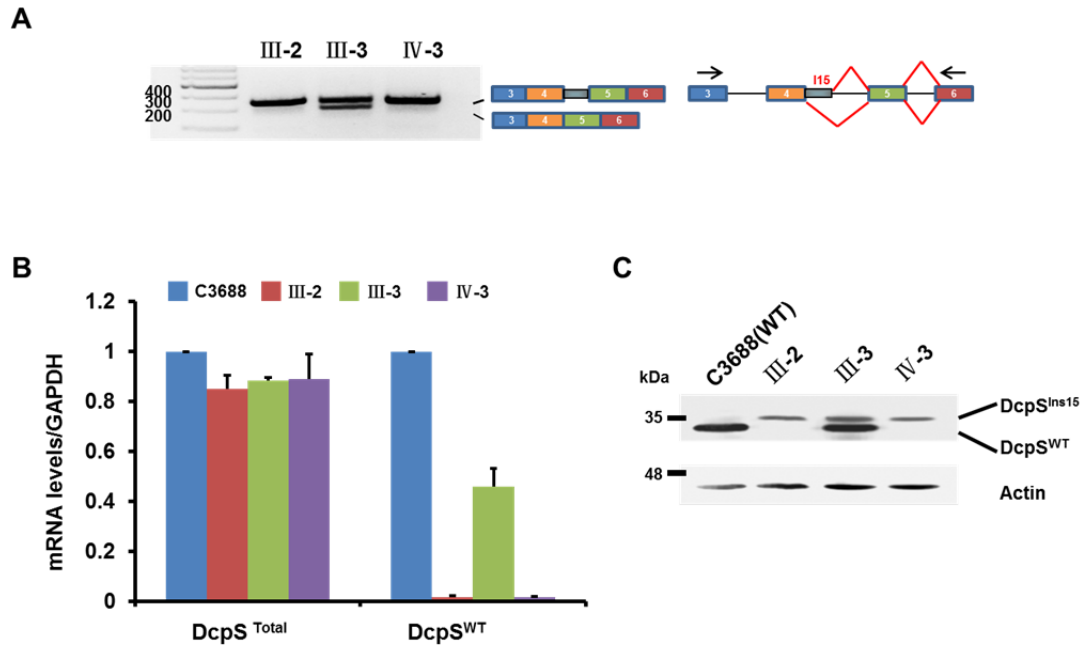 A
Ⅲ-2 Ⅲ-3 Ⅳ-3
400
300
200
3 4 5 6
3 4 5 6
I15
3 4 5 6
B
C3688 Ⅲ-2 Ⅲ-3 Ⅳ-3
mRNA levels/GAPDH
1.2
1
0.8
0.6
0.4
0.2
0
DcpS Total
DcpSWT
C
C3688(WT) Ⅲ-2 Ⅲ-3 Ⅳ-3
kDa
35
48
DcpSIns15
DcpSWT
Actin